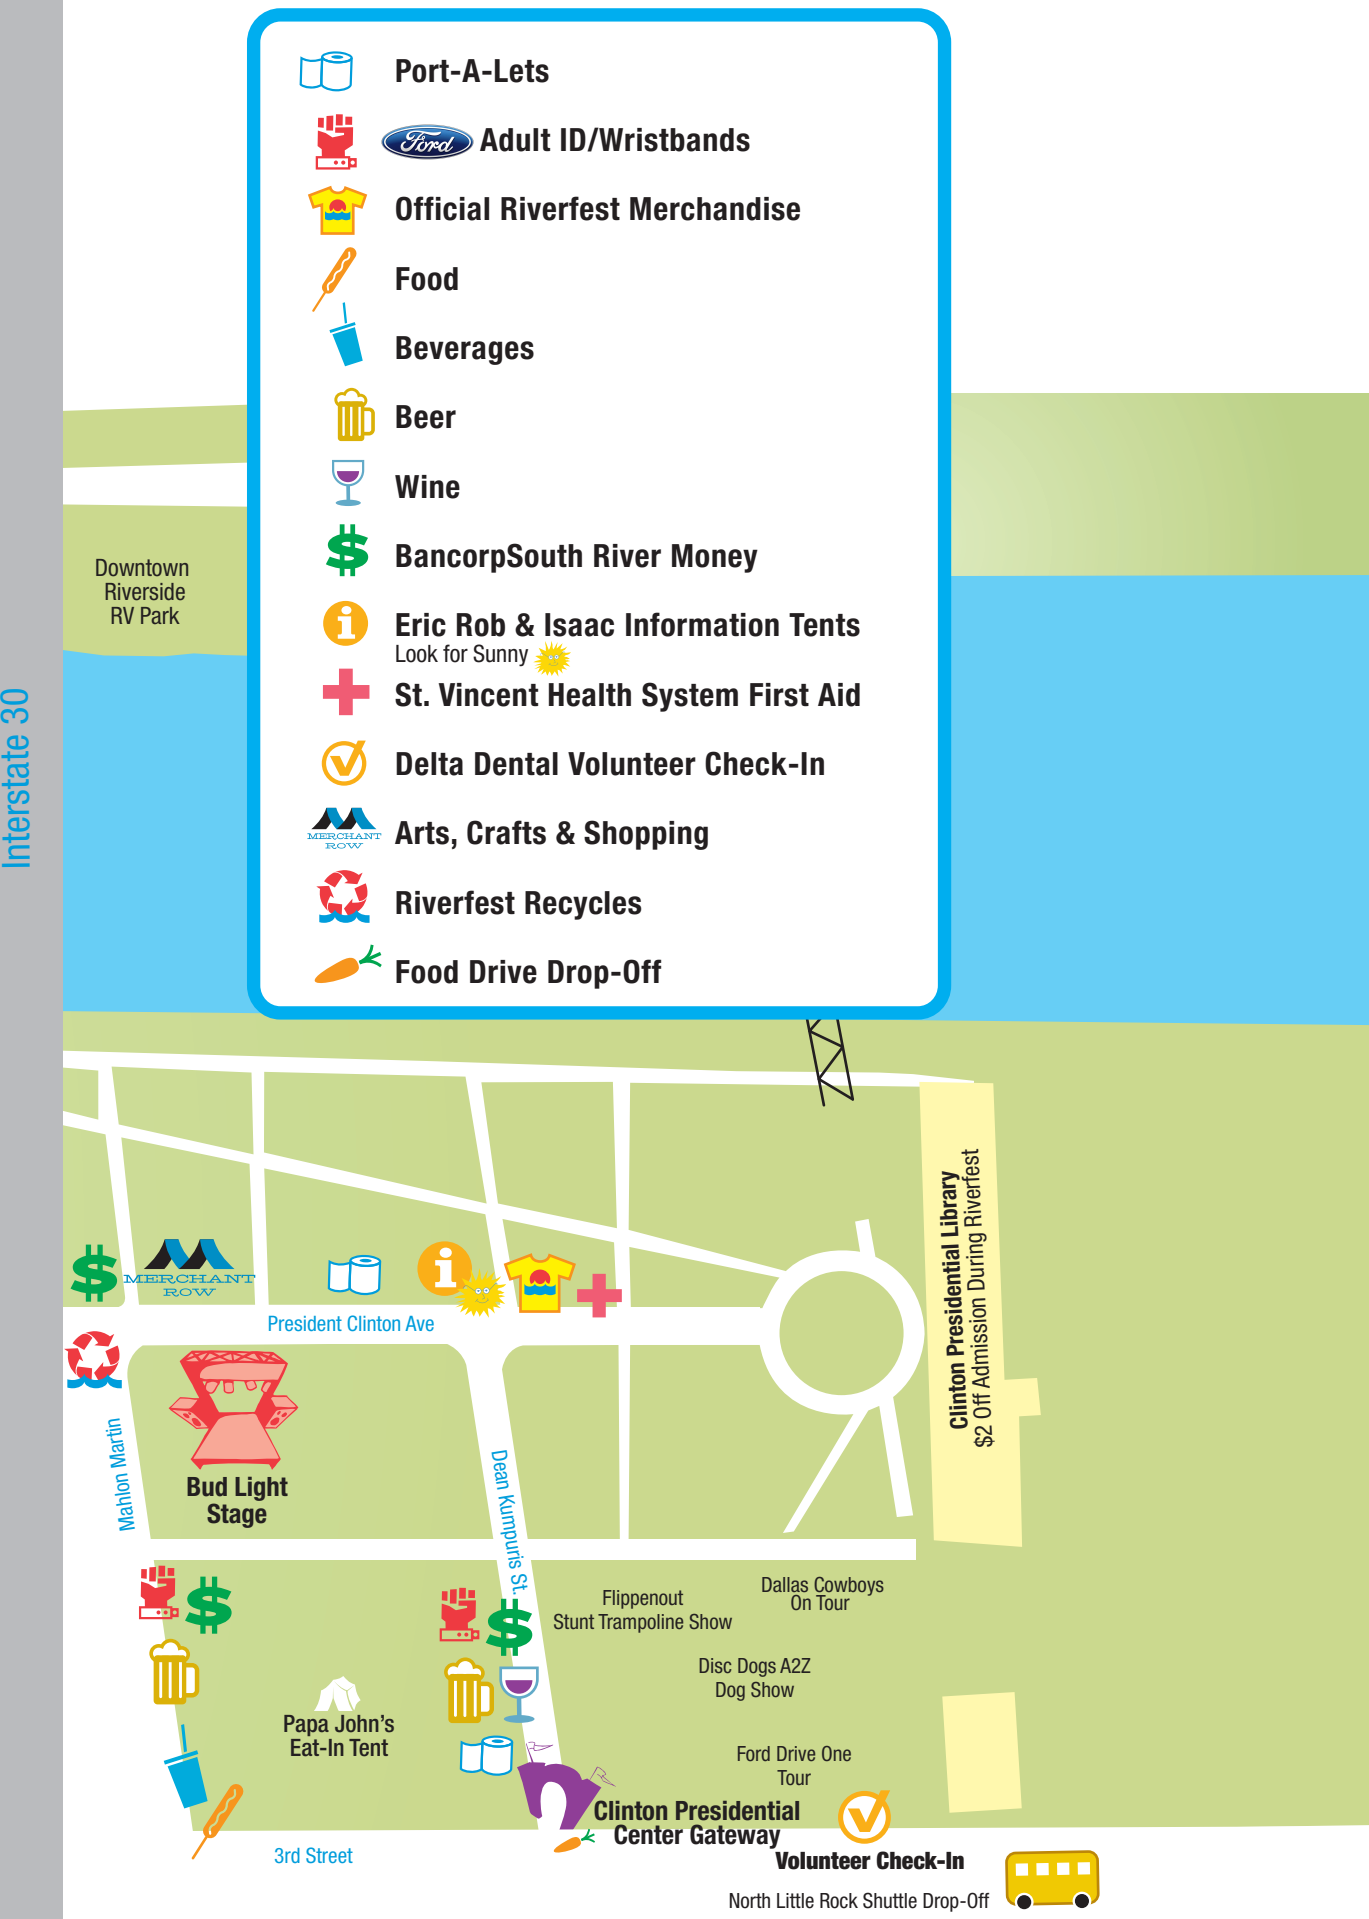 Port-A-Lets
Ford Adult ID/Wristbands
Official Riverfest Merchandise
Food
Beverages
Beer
Wine
BancorpSouth River Money
Eric Rob & Isaac Information Tents
Look for Sunny
St. Vincent Health System First Aid
Delta Dental Volunteer Check-In
MERCHANT
ROW
Arts, Crafts & Shopping
Riverfest Recycles
Food Drive Drop-Off
Downtown
Riverside
RV Park
Interstate 30
Clinton Presidential Library
$2 Off Admission During Riverfest
MERCHANT
ROW
President Clinton Ave
Mahlon Martin
Bud Light
Stage
Dean Kumpuris St.
Flippenout
Stunt Trampoline Show
Dallas Cowboys
On Tour
Disc Dogs A2Z
Dog Show
Papa John's
Eat-In Tent
Ford Drive One
Tour
Clinton Presidential
Center Gateway
3rd Street
Volunteer Check-In
North Little Rock Shuttle Drop-Off